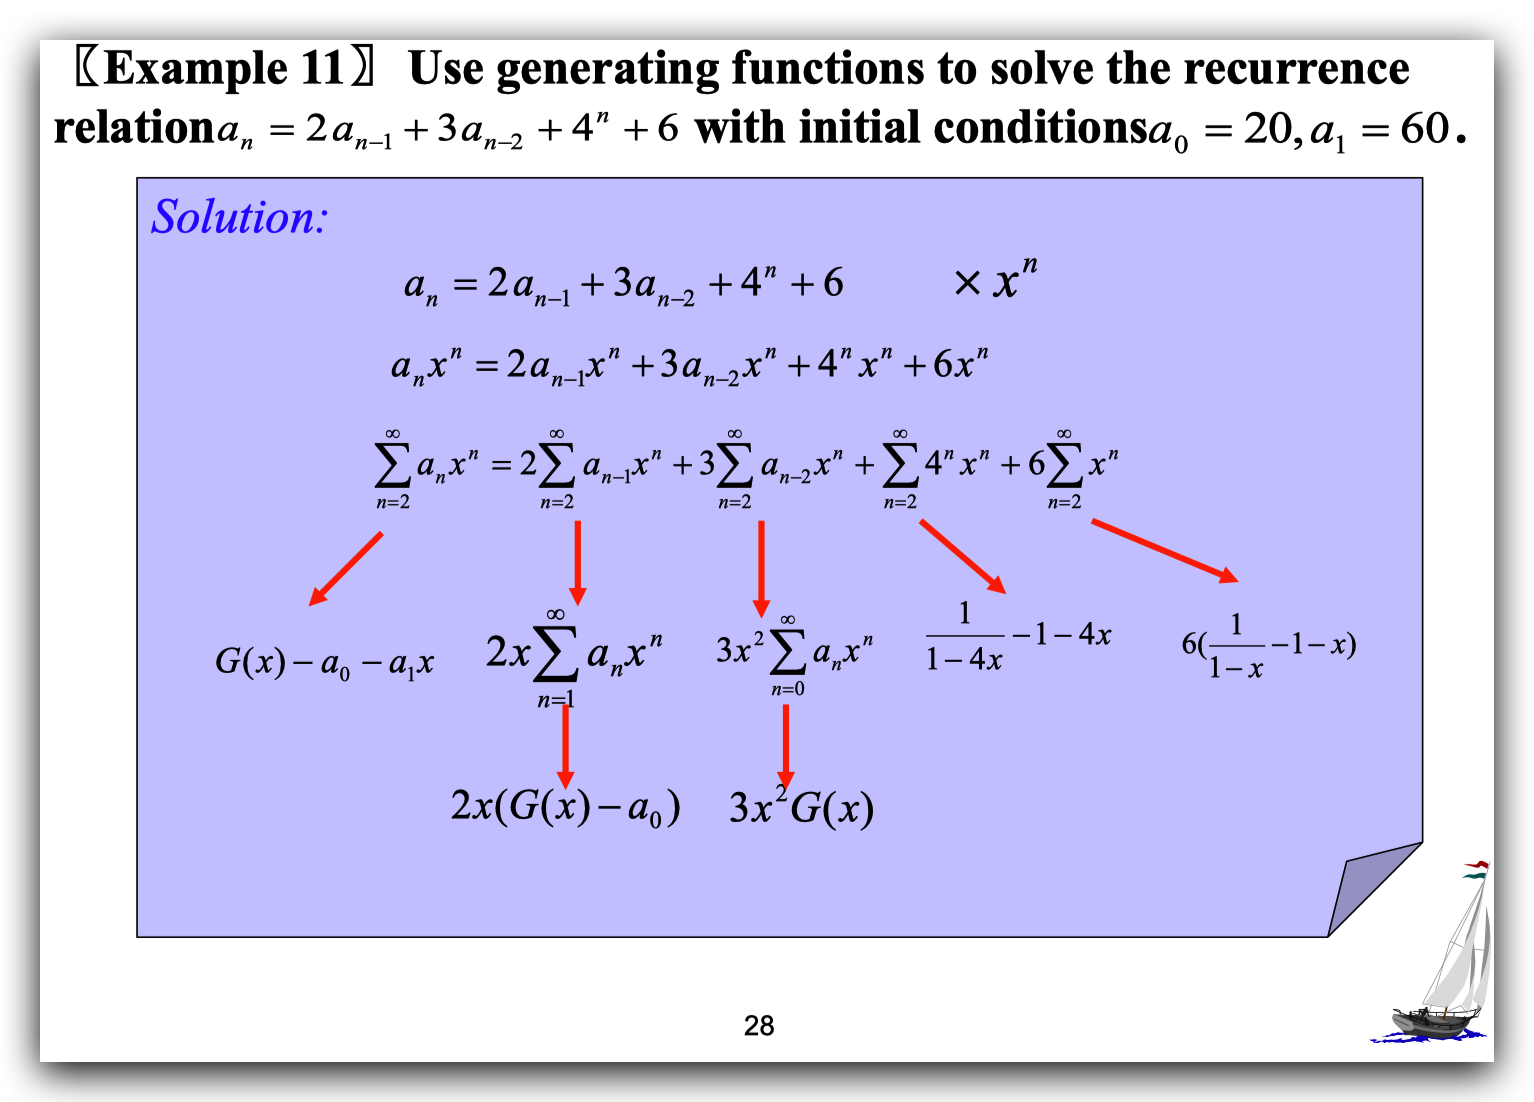 〖Example 11〗 Use generating functions to solve the recurrence
relation $a_n = 2a_{n-1} + 3a_{n-2} + 4^n + 6$ with initial conditions $a_0 = 20, a_1 = 60$.
Solution:
$a_n = 2a_{n-1} + 3a_{n-2} + 4^n + 6$ $\times x^n$
$a_n x^n = 2a_{n-1}x^n + 3a_{n-2}x^n + 4^n x^n + 6x^n$
$\sum_{n=2}^{\infty} a_n x^n = 2\sum_{n=2}^{\infty} a_{n-1}x^n + 3\sum_{n=2}^{\infty} a_{n-2}x^n + \sum_{n=2}^{\infty} 4^n x^n + 6\sum_{n=2}^{\infty} x^n$
$G(x) - a_0 - a_1 x$ $2x\sum_{n=1}^{\infty} a_n x^n$ $3x^2\sum_{n=0}^{\infty} a_n x^n$ $\frac{1}{1-4x} - 1 - 4x$ $6(\frac{1}{1-x} - 1 - x)$
$2x(G(x) - a_0)$ $3x^2 G(x)$
28